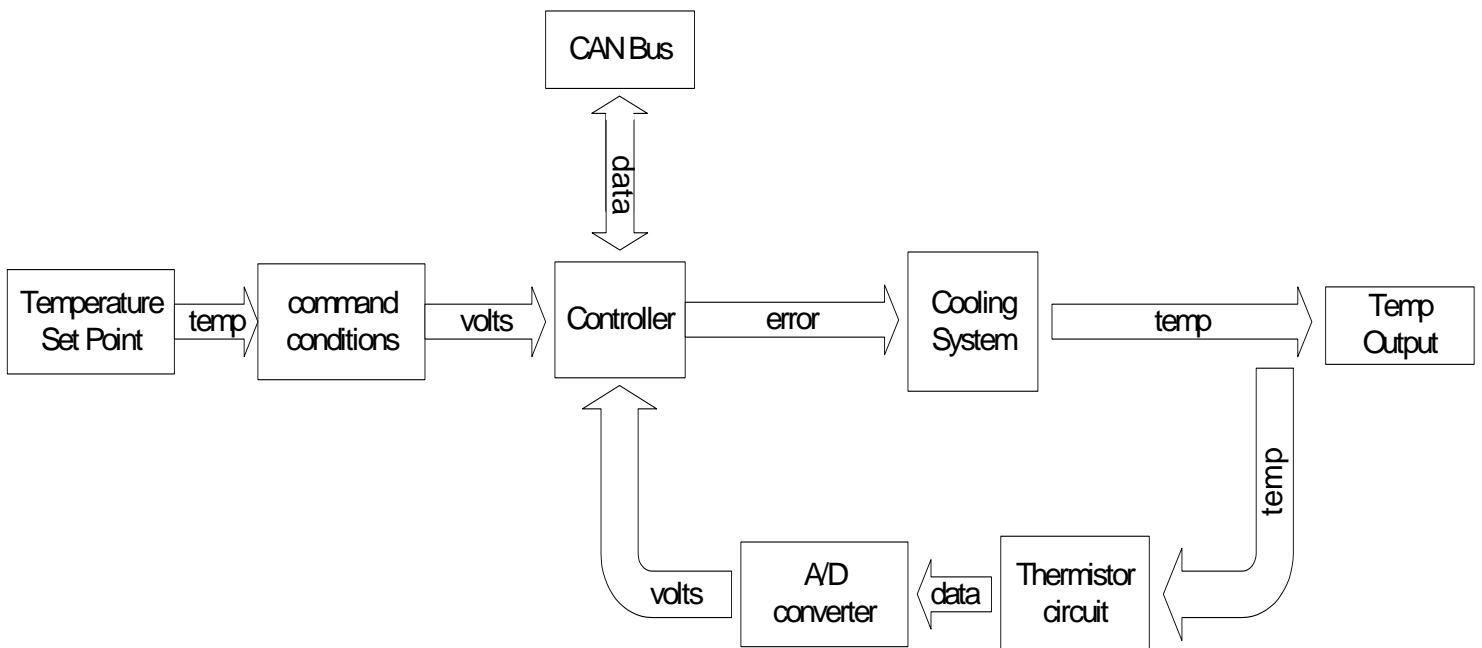 CAN Bus
data
Temperature
Set Point
temp
command
conditions
volts
Controller
error
Cooling
System
temp
Temp
Output
temp
Thermistor
circuit
data
A/D
converter
volts